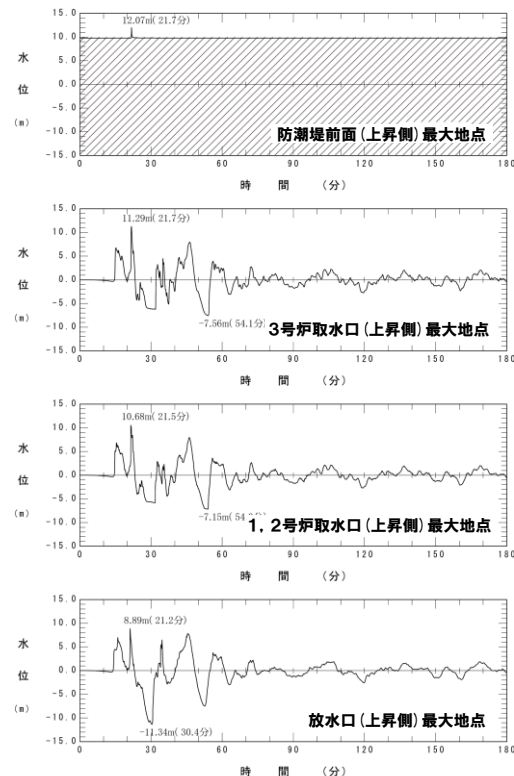 12.07m( 21.7分)
15.0
10.0
5.0
0.0
-5.0
-10.0
-15.0
水位(m)
防潮堤前面(上昇側)最大地点
0 30 60 90 120 150 180
時間 (分)
11.29m( 21.7分)
15.0
10.0
5.0
0.0
-5.0
-10.0
-15.0
水位(m)
-7.56m( 54.1分)
3号炉取水口(上昇側)最大地点
0 30 60 90 120 150 180
時間 (分)
10.68m( 21.5分)
15.0
10.0
5.0
0.0
-5.0
-10.0
-15.0
水位(m)
-7.15m( 54.
1,2号炉取水口(上昇側)最大地点
0 30 60 90 120 150 180
時間 (分)
8.89m( 21.2分)
15.0
10.0
5.0
0.0
-5.0
-10.0
-15.0
水位(m)
-11.34m( 30.4分)
放水口(上昇側)最大地点
0 30 60 90 120 150 180
時間 (分)